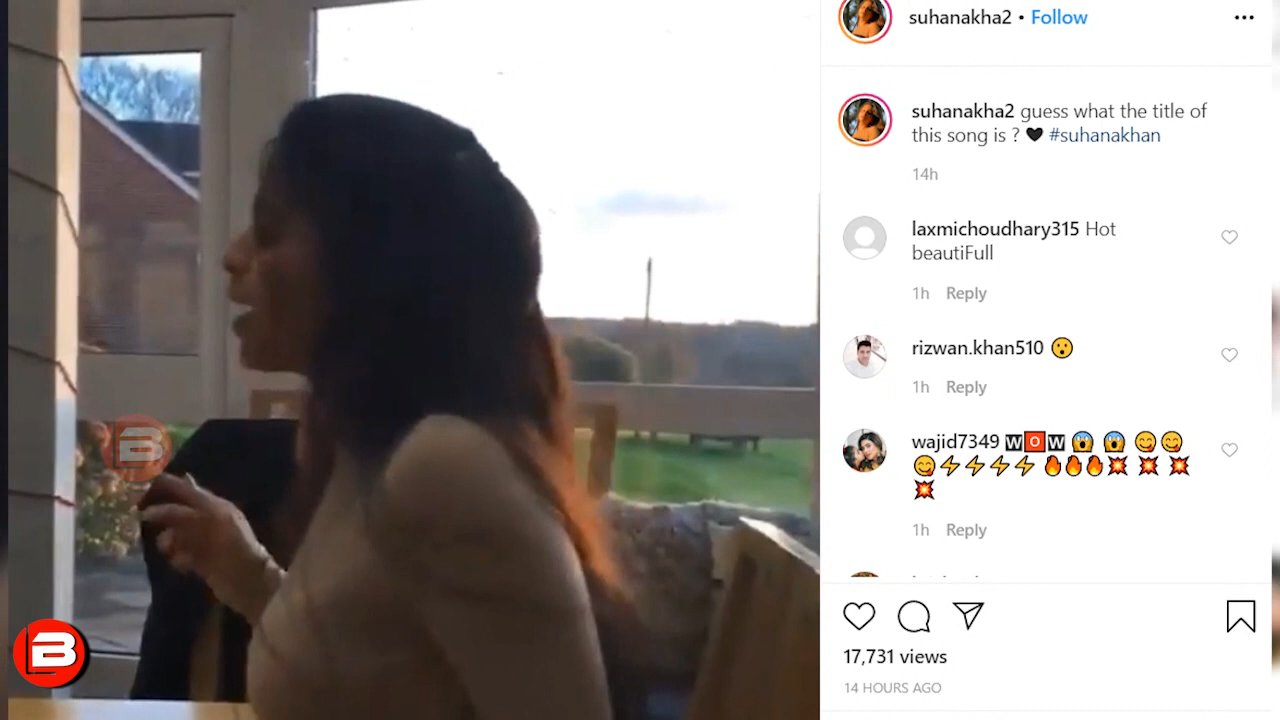 suhanakha2 • Follow
suhanakha2 guess what the title of
this song is ? 🖤 #suhanakhan
14h
laxmichoudhary315 Hot
beautiFull
1h Reply
rizwan.khan510 😮
1h Reply
wajid7349 🆆🅾🆆 😱 😱 😋😋
😋⚡⚡⚡⚡🔥🔥🔥💥 💥 💥
💥
1h Reply
17,731 views
14 HOURS AGO
B
B